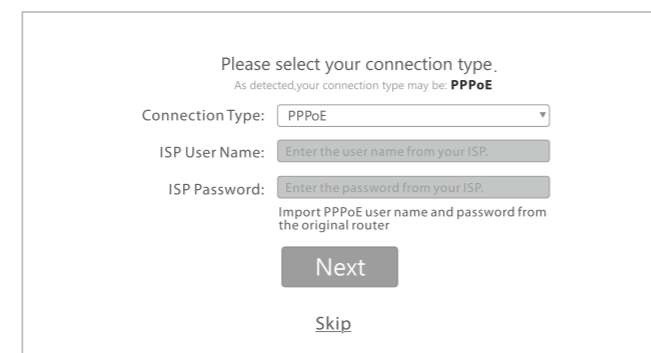 Please select your connection type.
As detected,your connection type may be: PPPoE
Connection Type: PPPoE
ISP User Name: Enter the user name from your ISP.
ISP Password: Enter the password from your ISP.
Import PPPoE user name and password from
the original router
Next
Skip